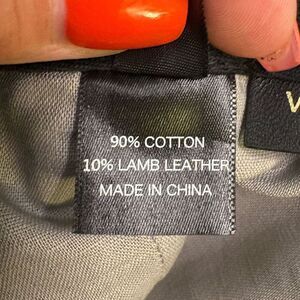 90% COTTON
10% LAMB LEATHER
MADE IN CHINA